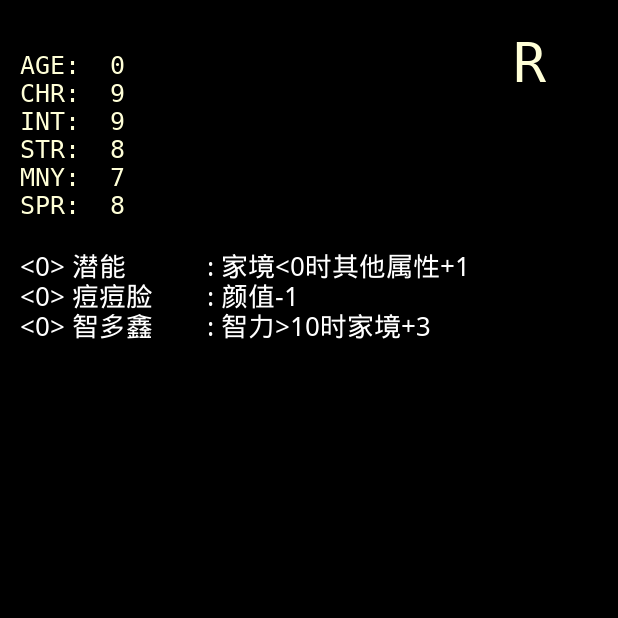 R
AGE: 0
CHR: 9
INT: 9
STR: 8
MNY: 7
SPR: 8
<0> 潜能 : 家境<0时其他属性+1
<0> 痘痘脸 : 颜值-1
<0> 智多鑫 : 智力>10时家境+3